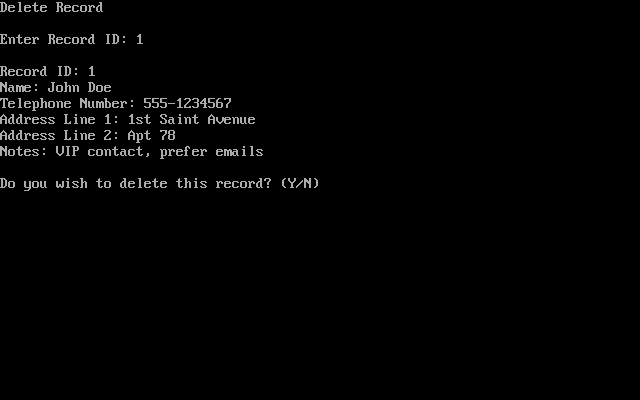 Delete Record
Enter Record ID: 1
Record ID: 1
Name: John Doe
Telephone Number: 555-1234567
Address Line 1: 1st Saint Avenue
Address Line 2: Apt 78
Notes: VIP contact, prefer emails
Do you wish to delete this record? (Y/N)